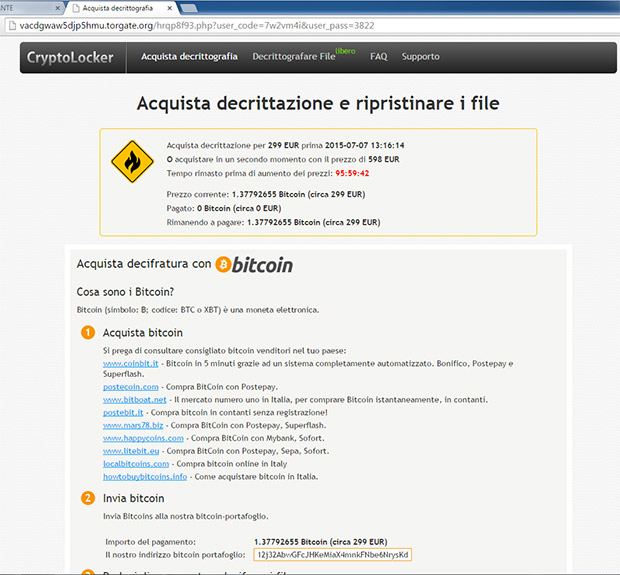 ANTE
Acquista decrittografia
vacdgwaw5djp5hmu.torgate.org/hrqp8f93.php?user_code=7w2vm4i&user_pass=3822
CryptoLocker Acquista decrittografia Decrittografare File libero FAQ Supporto
Acquista decrittazione e ripristinare i file
Acquista decrittazione per 299 EUR prima 2015-07-07 13:16:14
O acquistare in un secondo momento con il prezzo di 598 EUR
Tempo rimasto prima di aumento dei prezzi: 95:59:42
Prezzo corrente: 1.37792655 Bitcoin (circa 299 EUR)
Pagato: 0 Bitcoin (circa 0 EUR)
Rimanendo a pagare: 1.37792655 Bitcoin (circa 299 EUR)
Acquista decifratura con bitcoin
Cosa sono i Bitcoin?
Bitcoin (simbolo: B; codice: BTC o XBT) è una moneta elettronica.
1 Acquista bitcoin
Si prega di consultare consigliato bitcoin venditori nel tuo paese:
www.coinbit.it - Bitcoin in 5 minuti grazie ad un sistema completamente automatizzato. Bonifico, Postepay e
Superflash.
postecoin.com - Compra BitCoin con Postepay.
www.bitboat.net - Il mercato numero uno in Italia, per comprare Bitcoin istantaneamente, in contanti.
postebit.it - Compra bitcoin in contanti senza registrazione!
www.mars78.biz - Compra BitCoin con Postepay, Superflash.
www.happycoins.com - Compra BitCoin con Mybank, Sofort.
www.litebit.eu - Compra BitCoin con Postepay, Sepa, Sofort.
localbitcoins.com - Compra bitcoin online in Italy
howtobuybitcoins.info - Come acquistare bitcoin in Italia.
2 Invia bitcoin
Invia Bitcoins alla nostra bitcoin-portafoglio.
Importo del pagamento: 1.37792655 Bitcoin (circa 299 EUR)
Il nostro indirizzo bitcoin portafoglio: